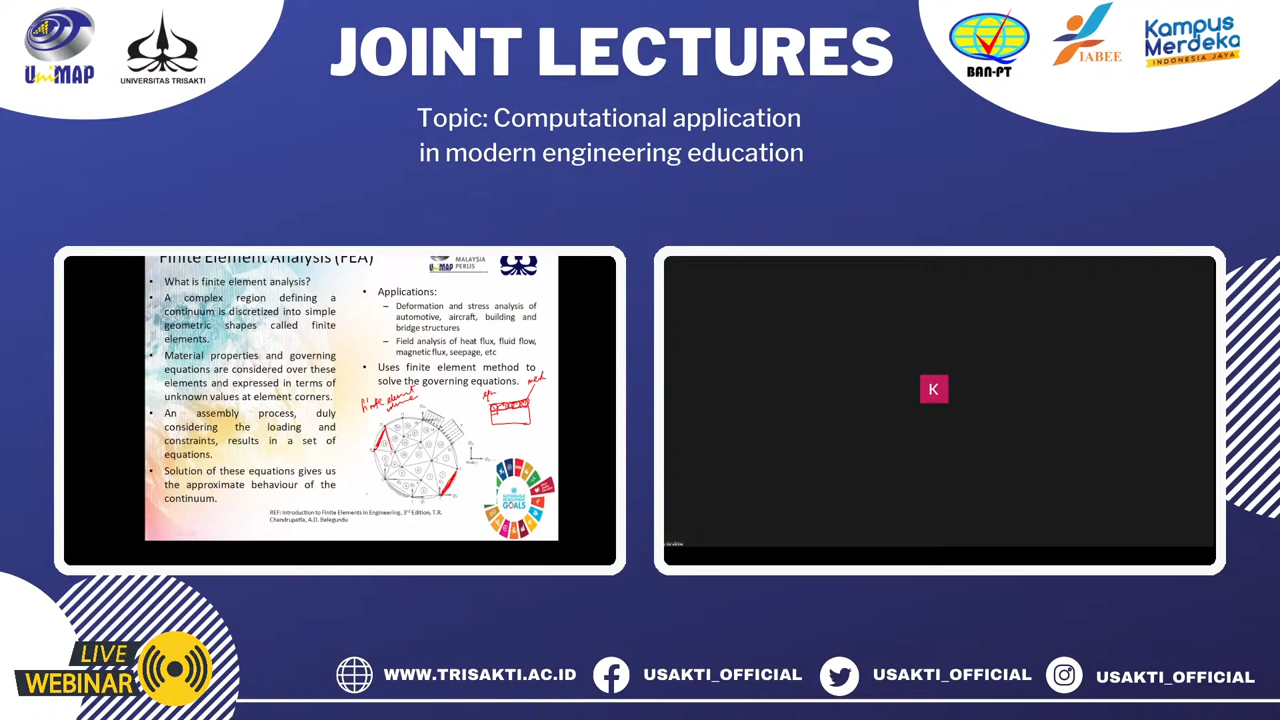 UniMAP
UNIVERSITAS TRISAKTI
JOINT LECTURES
BAN-PT
IABEE
Kampus
Merdeka
INDONESIA JAYA
Topic: Computational application
in modern engineering education
Finite Element Analysis (FEA)
UniMAP
MALAYSIA
PERLIS
• What is finite element analysis?
• A complex region defining a
continuum is discretized into simple
geometric shapes called finite
elements.
• Material properties and governing
equations are considered over these
elements and expressed in terms of
unknown values at element corners.
• An assembly process, duly
considering the loading and
constraints, results in a set of
equations.
• Solution of these equations gives us
the approximate behaviour of the
continuum.
• Applications:
– Deformation and stress analysis of
automotive, aircraft, building and
bridge structures
– Field analysis of heat flux, fluid flow,
magnetic flux, seepage, etc
• Uses finite element method to
solve the governing equations.
SUSTAINABLE
DEVELOPMENT
GOALS
REF: Introduction to Finite Elements in Engineering, 3rd Edition, T.R.
Chandrupatla, A.D. Belegundu
K
LIVE
WEBINAR
WWW.TRISAKTI.AC.ID
USAKTI_OFFICIAL
USAKTI_OFFICIAL
USAKTI_OFFICIAL